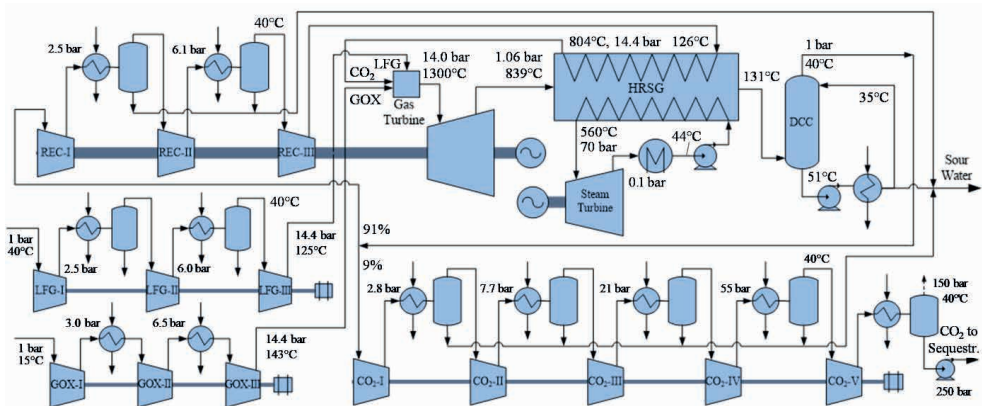 40°C
2.5 bar
6.1 bar
LFG
CO₂
GOX
Gas
Turbine
14.0 bar
1300°C
1.06 bar
839°C
804°C, 14.4 bar
126°C
HRSG
131°C
1 bar
40°C
35°C
DCC
51°C
Sour
Water
REC-I
REC-II
REC-III
560°C
70 bar
44°C
0.1 bar
Steam
Turbine
40°C
1 bar
40°C
2.5 bar
6.0 bar
14.4 bar
125°C
LFG-I
LFG-II
LFG-III
91%
9%
3.0 bar
6.5 bar
14.4 bar
143°C
1 bar
15°C
GOX-I
GOX-II
GOX-III
2.8 bar
7.7 bar
21 bar
55 bar
40°C
150 bar
40°C
CO₂ to
Sequestr.
250 bar
CO₂-I
CO₂-II
CO₂-III
CO₂-IV
CO₂-V